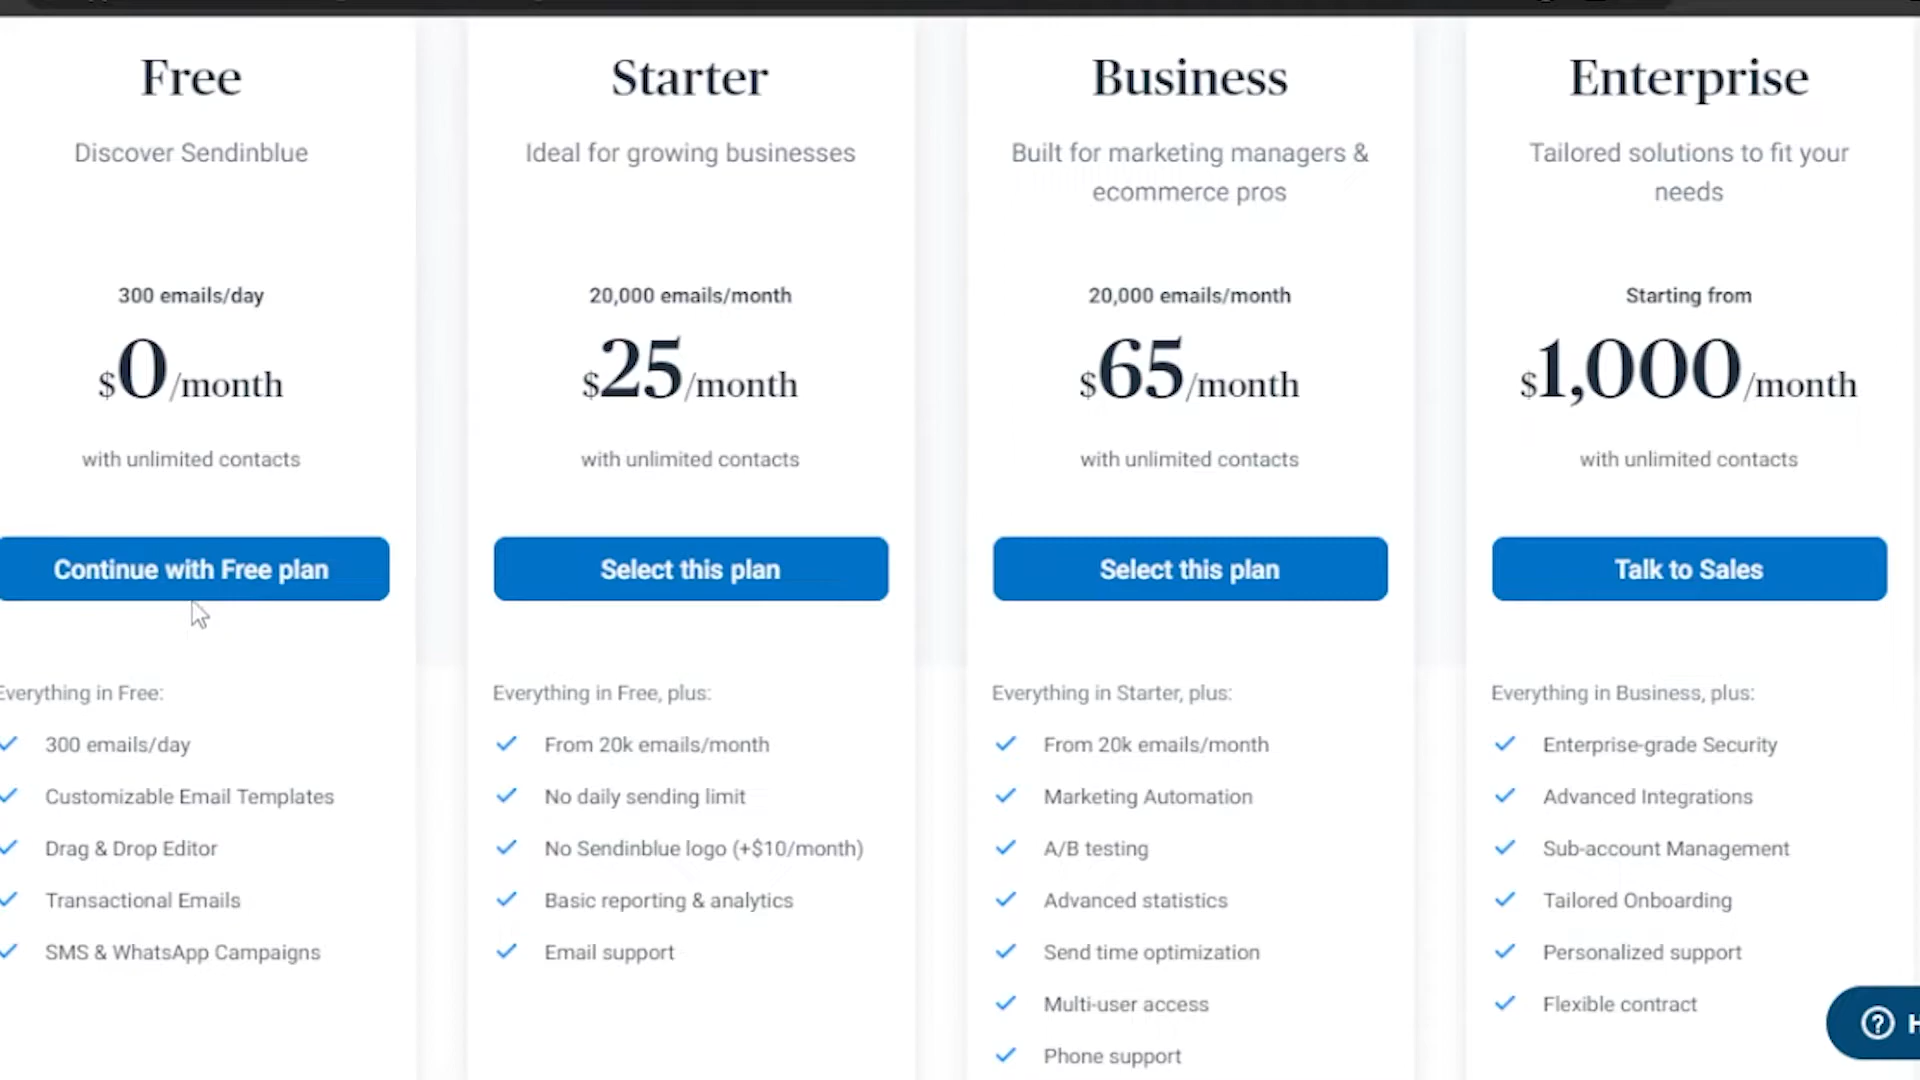 Free
Discover Sendinblue
300 emails/day
$0/month
with unlimited contacts
Continue with Free plan
Everything in Free:
300 emails/day
Customizable Email Templates
Drag & Drop Editor
Transactional Emails
SMS & WhatsApp Campaigns
Starter
Ideal for growing businesses
20,000 emails/month
$25/month
with unlimited contacts
Select this plan
Everything in Free, plus:
From 20k emails/month
No daily sending limit
No Sendinblue logo (+$10/month)
Basic reporting & analytics
Email support
Business
Built for marketing managers &
ecommerce pros
20,000 emails/month
$65/month
with unlimited contacts
Select this plan
Everything in Starter, plus:
From 20k emails/month
Marketing Automation
A/B testing
Advanced statistics
Send time optimization
Multi-user access
Phone support
Enterprise
Tailored solutions to fit your
needs
Starting from
$1,000/month
with unlimited contacts
Talk to Sales
Everything in Business, plus:
Enterprise-grade Security
Advanced Integrations
Sub-account Management
Tailored Onboarding
Personalized support
Flexible contract